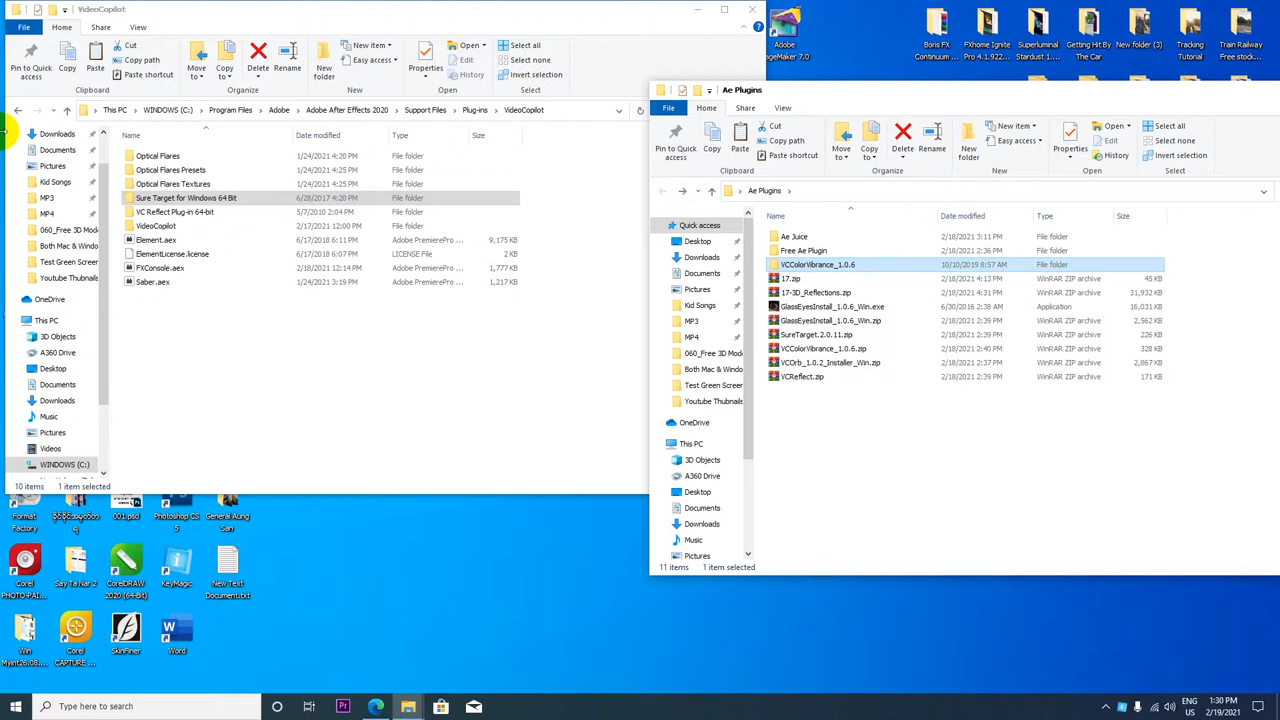 VideoCopilot
File Home Share View
Pin to Quick access
Copy
Paste
Cut
Copy path
Paste shortcut
Clipboard
Move to
Copy to
Delete
Rename
Organize
New folder
New item
Easy access
New
Properties
Open
Edit
History
Open
Select all
Select none
Invert selection
Select
This PC > WINDOWS (C:) > Program Files > Adobe > Adobe After Effects 2020 > Support Files > Plug-ins > VideoCopilot
Downloads
Documents
Pictures
Kid Songs
MP3
MP4
060_Free 3D Mod
Both Mac & Windo
Test Green Screen
Youtube Thubnails
OneDrive
This PC
3D Objects
A360 Drive
Desktop
Documents
Downloads
Music
Pictures
Videos
WINDOWS (C:)
Name Date modified Type Size
Optical Flares 1/24/2021 4:20 PM File folder
Optical Flares Presets 1/24/2021 4:25 PM File folder
Optical Flares Textures 1/24/2021 4:25 PM File folder
Sure Target for Windows 64 Bit 6/28/2017 4:20 PM File folder
VC Reflect Plug-in 64-bit 5/7/2010 2:04 PM File folder
VideoCopilot 2/17/2021 12:00 PM File folder
Element.aex 6/17/2018 6:11 PM Adobe PremierePro ... 9,175 KB
ElementLicense.license 6/17/2018 6:07 PM LICENSE File 2 KB
FXConsole.aex 2/18/2021 12:14 PM Adobe PremierePro ... 1,777 KB
Saber.aex 1/24/2021 3:19 PM Adobe PremierePro ... 1,217 KB
10 items 1 item selected
Adobe
ageMaker 7.0
Boris FX
Continuum ...
FXhome Ignite
Pro 4.1.922...
Superluminal
Stardust 1....
Getting Hit By
The Car
New folder (3)
Tracking
Tutorial
Train Railway
Free stock...
Ae Plugins
File Home Share View
Pin to Quick access
Copy
Paste
Cut
Copy path
Paste shortcut
Clipboard
Move to
Copy to
Delete
Rename
Organize
New folder
New item
Easy access
New
Properties
Open
Edit
History
Open
Select all
Select none
Invert selection
Select
Ae Plugins >
Quick access
Desktop
Downloads
Documents
Pictures
Kid Songs
MP3
MP4
060_Free 3D Mod
Both Mac & Windo
Test Green Screen
Youtube Thubnails
OneDrive
This PC
3D Objects
A360 Drive
Desktop
Documents
Downloads
Music
Pictures
Name Date modified Type Size
Ae Juice 2/18/2021 3:11 PM File folder
Free Ae Plugin 2/18/2021 2:36 PM File folder
VCColorVibrance_1.0.6 10/10/2019 8:57 AM File folder
17.zip 2/18/2021 4:13 PM WinRAR ZIP archive 45 KB
17-3D_Reflections.zip 2/18/2021 4:31 PM WinRAR ZIP archive 31,932 KB
GlassEyesInstall_1.0.6_Win.exe 6/30/2016 2:38 AM Application 16,031 KB
GlassEyesInstall_1.0.6_Win.zip 2/18/2021 2:39 PM WinRAR ZIP archive 2,562 KB
SureTarget.2.0.11.zip 2/18/2021 2:39 PM WinRAR ZIP archive 226 KB
VCColorVibrance_1.0.6.zip 2/18/2021 2:40 PM WinRAR ZIP archive 328 KB
VCOrb_1.0.2_Installer_Win.zip 2/18/2021 2:37 PM WinRAR ZIP archive 2,867 KB
VCReflect.zip 2/18/2021 2:39 PM WinRAR ZIP archive 171 KB
11 items 1 item selected
Format
Factory
001.psd
Photoshop CS
5
General Aung
San
Corel
PHOTO-PAI...
Say Ta Nar 2
CorelDRAW
2020 (64-Bit)
KeyMagic
New Text
Document.txt
Win
Myint26:08....
Corel
CAPTURE ...
SkinFiner
Word
Type here to search
ENG
US
1:30 PM
2/19/2021